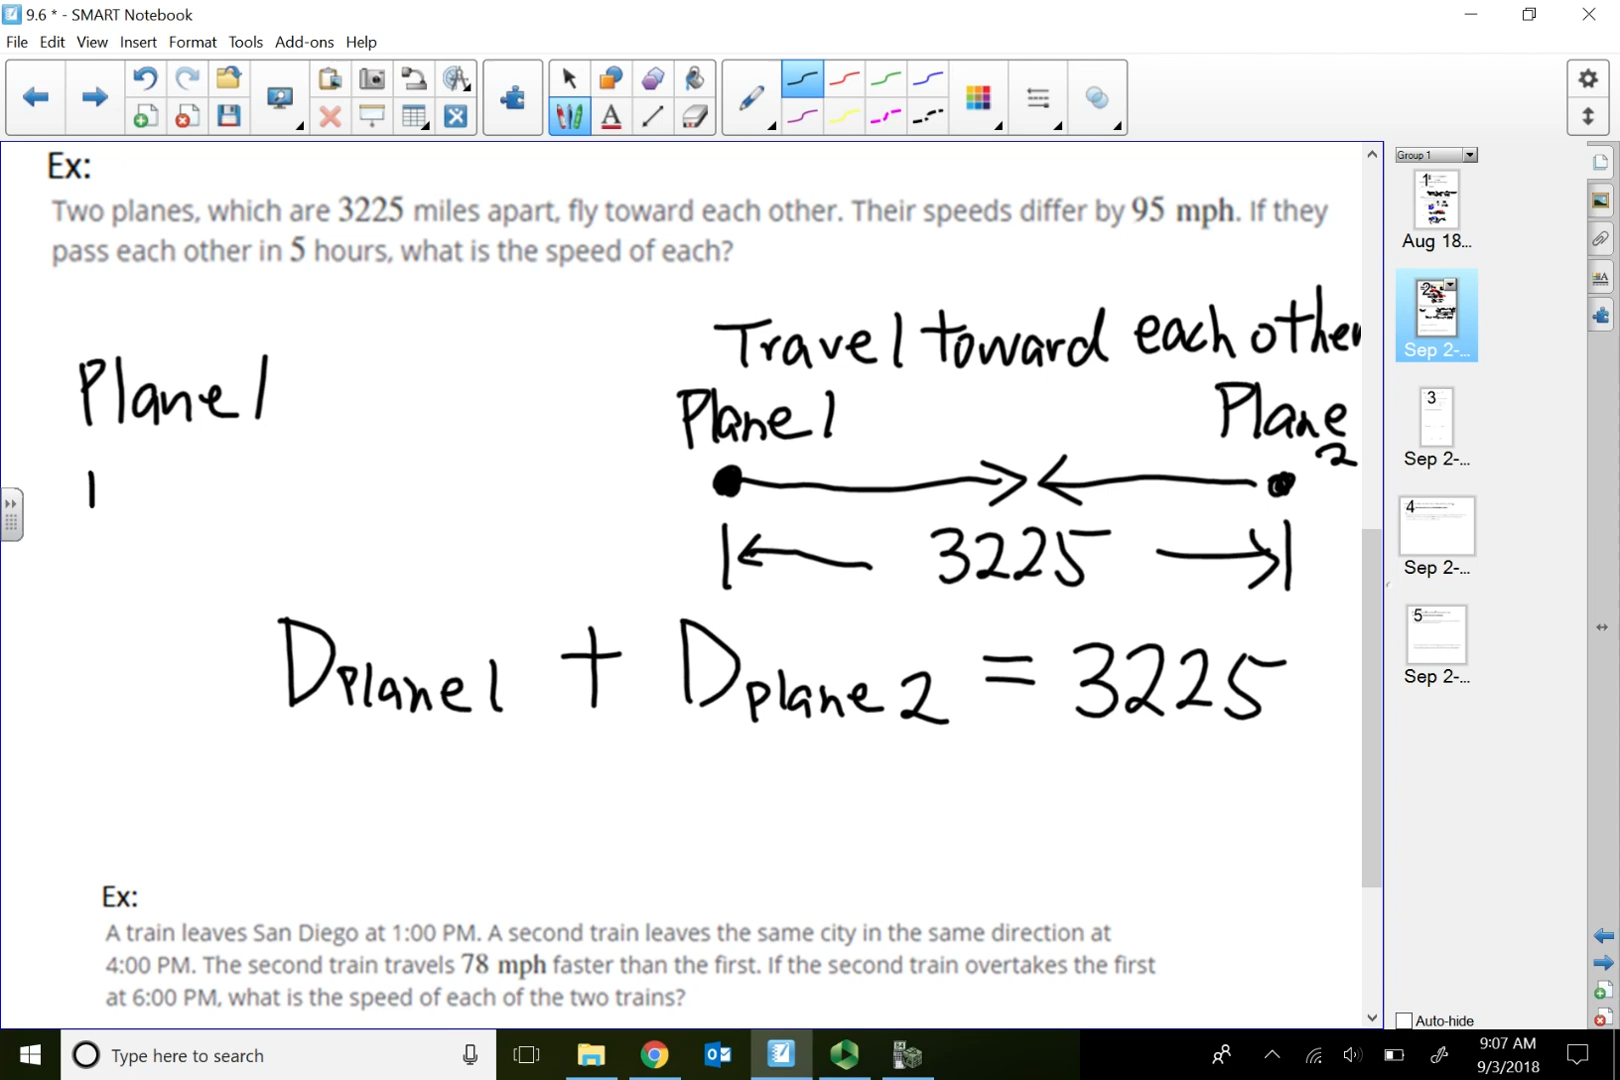 9.6 * - SMART Notebook
File Edit View Insert Format Tools Add-ons Help
Group 1
Ex:
Two planes, which are 3225 miles apart, fly toward each other. Their speeds differ by 95 mph. If they
pass each other in 5 hours, what is the speed of each?
Travel toward each other
Plane 1
Plane 1
Plane
2
1
3225
Dplane 1 + Dplane 2 = 3225
Ex:
A train leaves San Diego at 1:00 PM. A second train leaves the same city in the same direction at
4:00 PM. The second train travels 78 mph faster than the first. If the second train overtakes the first
at 6:00 PM, what is the speed of each of the two trains?
1
Aug 18...
2
Sep 2-...
3
Sep 2-...
4
Sep 2-...
5
Sep 2-...
Auto-hide
Type here to search
9:07 AM
9/3/2018